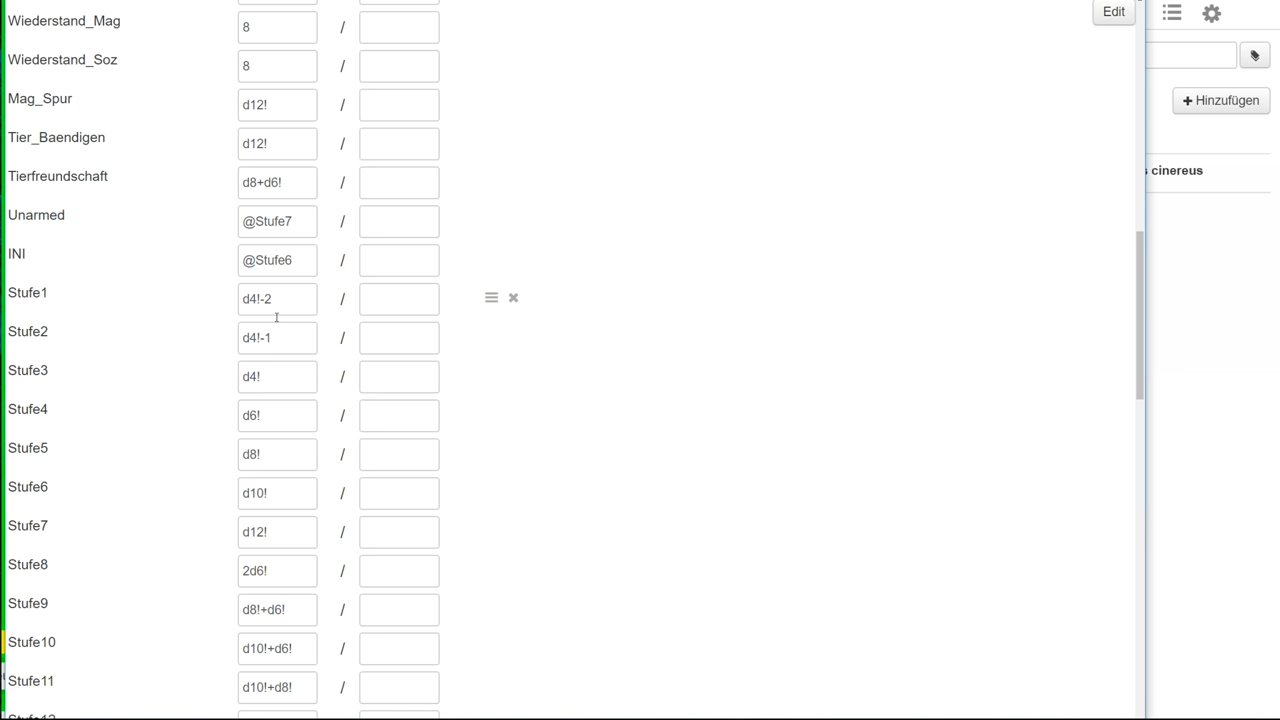 Edit
Wiederstand_Mag 8 /
Wiederstand_Soz 8 /
Mag_Spur d12! /
Hinzufügen
Tier_Baendigen d12! /
Tierfreundschaft d8+d6! /
cinereus
Unarmed @Stufe7 /
INI @Stufe6 /
Stufe1 d4!-2 /
Stufe2 d4!-1 /
Stufe3 d4! /
Stufe4 d6! /
Stufe5 d8! /
Stufe6 d10! /
Stufe7 d12! /
Stufe8 2d6! /
Stufe9 d8!+d6! /
Stufe10 d10!+d6! /
Stufe11 d10!+d8! /